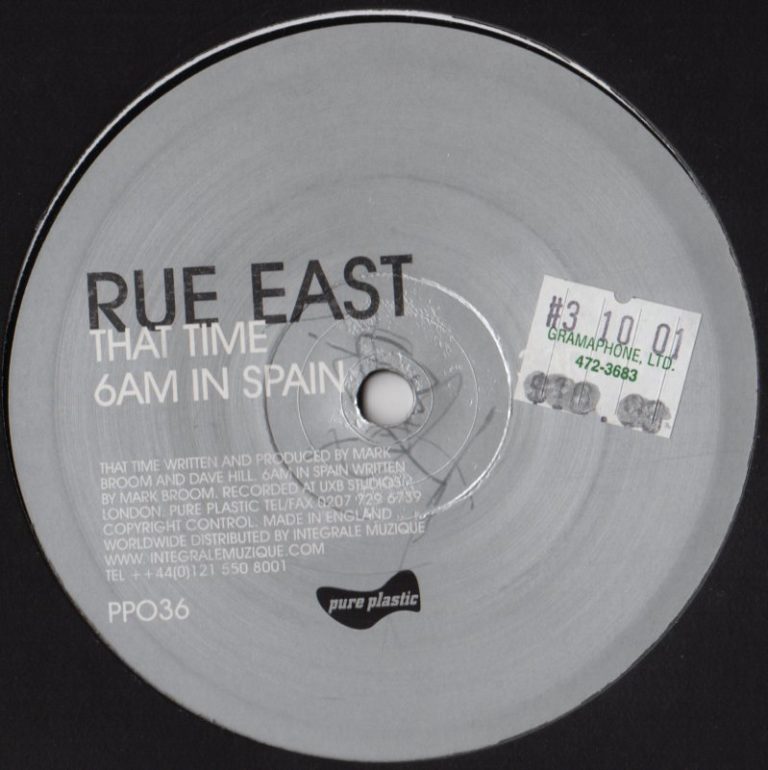 RUE EAST
THAT TIME
6AM IN SPAIN
#3 10 01
GRAMAPHONE, LTD.
472-3683
THAT TIME WRITTEN AND PRODUCED BY MARK
BROOM AND DAVE HILL. 6AM IN SPAIN WRITTEN
BY MARK BROOM. RECORDED AT UXB STUDIOS,
LONDON. PURE PLASTIC TEL/FAX 0207 729 6739
COPYRIGHT CONTROL. MADE IN ENGLAND
WORLDWIDE DISTRIBUTED BY INTEGRALE MUZIQUE
WWW. INTEGRALEMUZIQUE.COM
TEL ++44(0)121 550 8001
PPO36
pure plastic